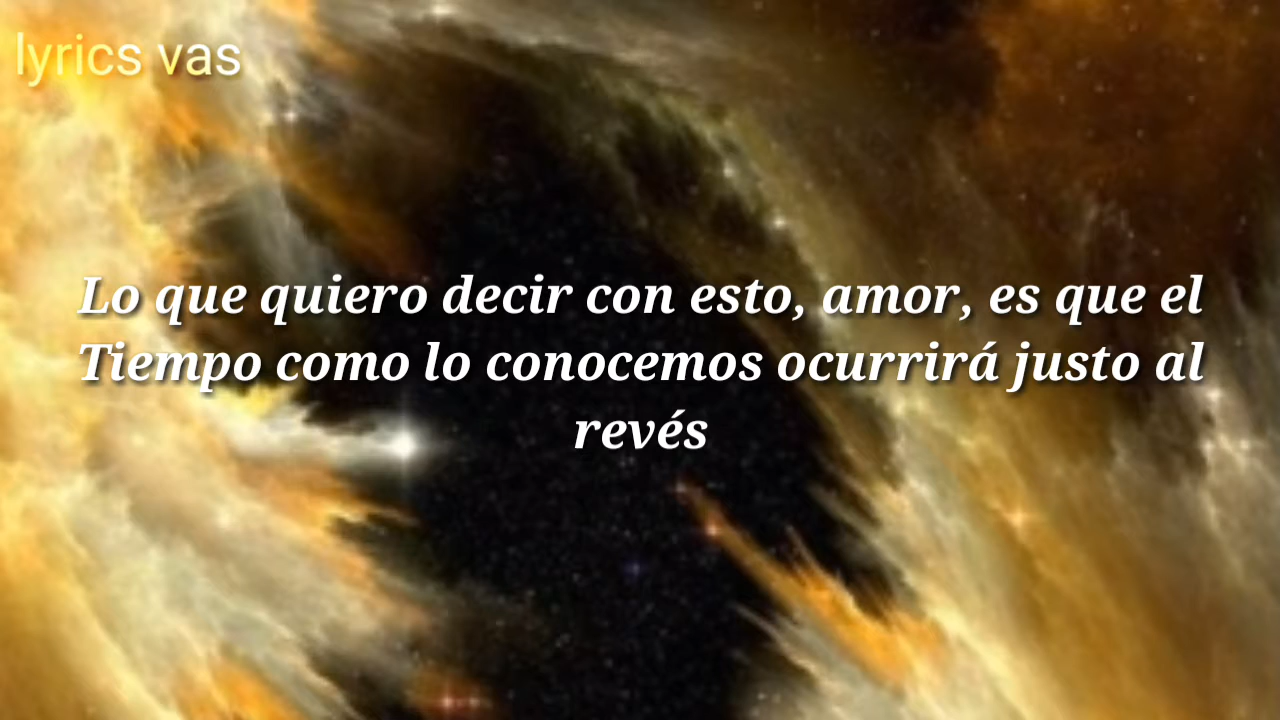 lyrics vas
Lo que quiero decir con esto, amor, es que el
Tiempo como lo conocemos ocurrirá justo al
revés